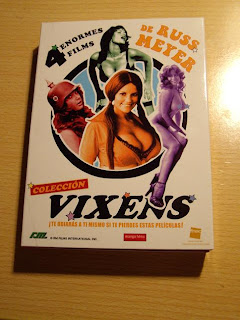 4 ENORMES FILMS
DE RUSS MEYER
COLECCIÓN
VIXENS
¡TE ODIARÁS A TI MISMO SI TE PIERDES ESTAS PELÍCULAS!